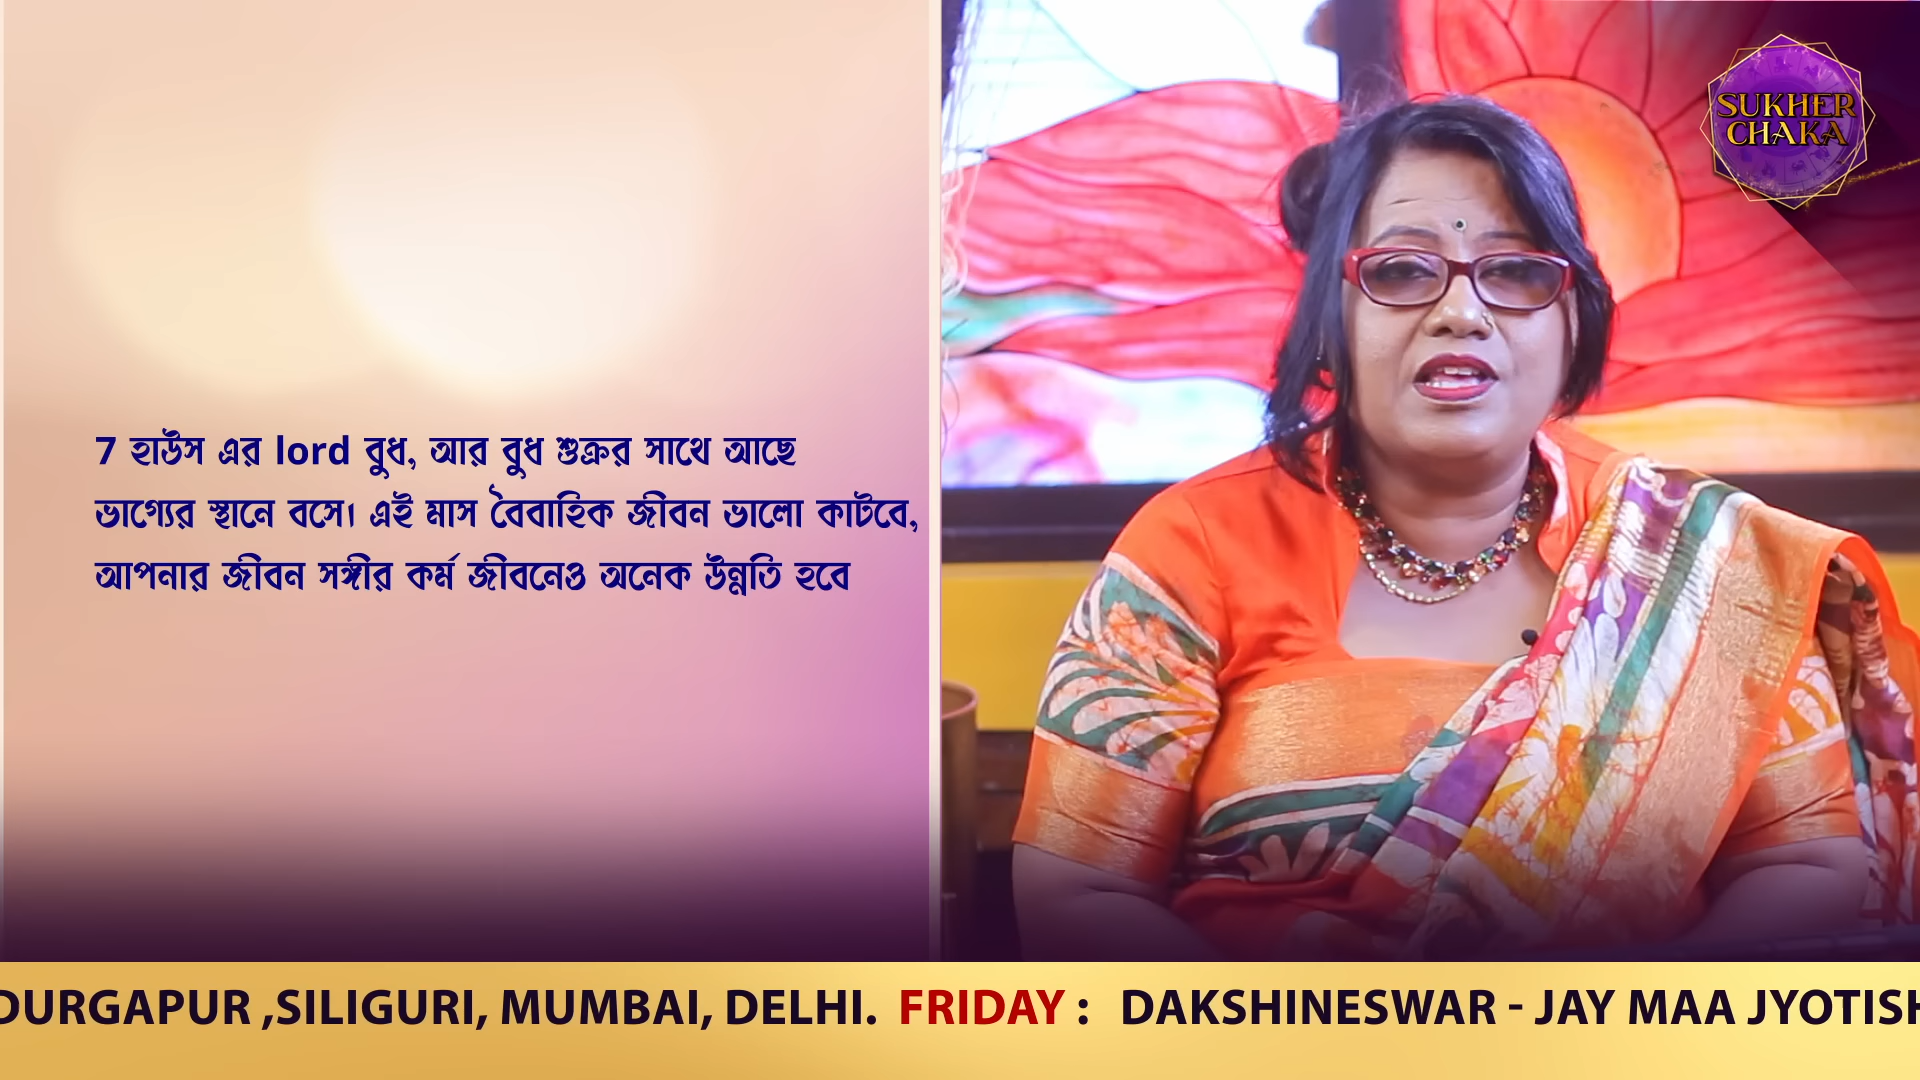 7 হাউস এর lord বুধ, আর বুধ শুক্রর সাথে আছে
ভাগ্যের স্থানে বসে। এই মাস বৈবাহিক জীবন ভালো কাটবে,
আপনার জীবন সঙ্গীর কর্ম জীবনেও অনেক উন্নতি হবে
SUKHER
CHAKA
DURGAPUR ,SILIGURI, MUMBAI, DELHI. FRIDAY : DAKSHINESWAR - JAY MAA JYOTISH